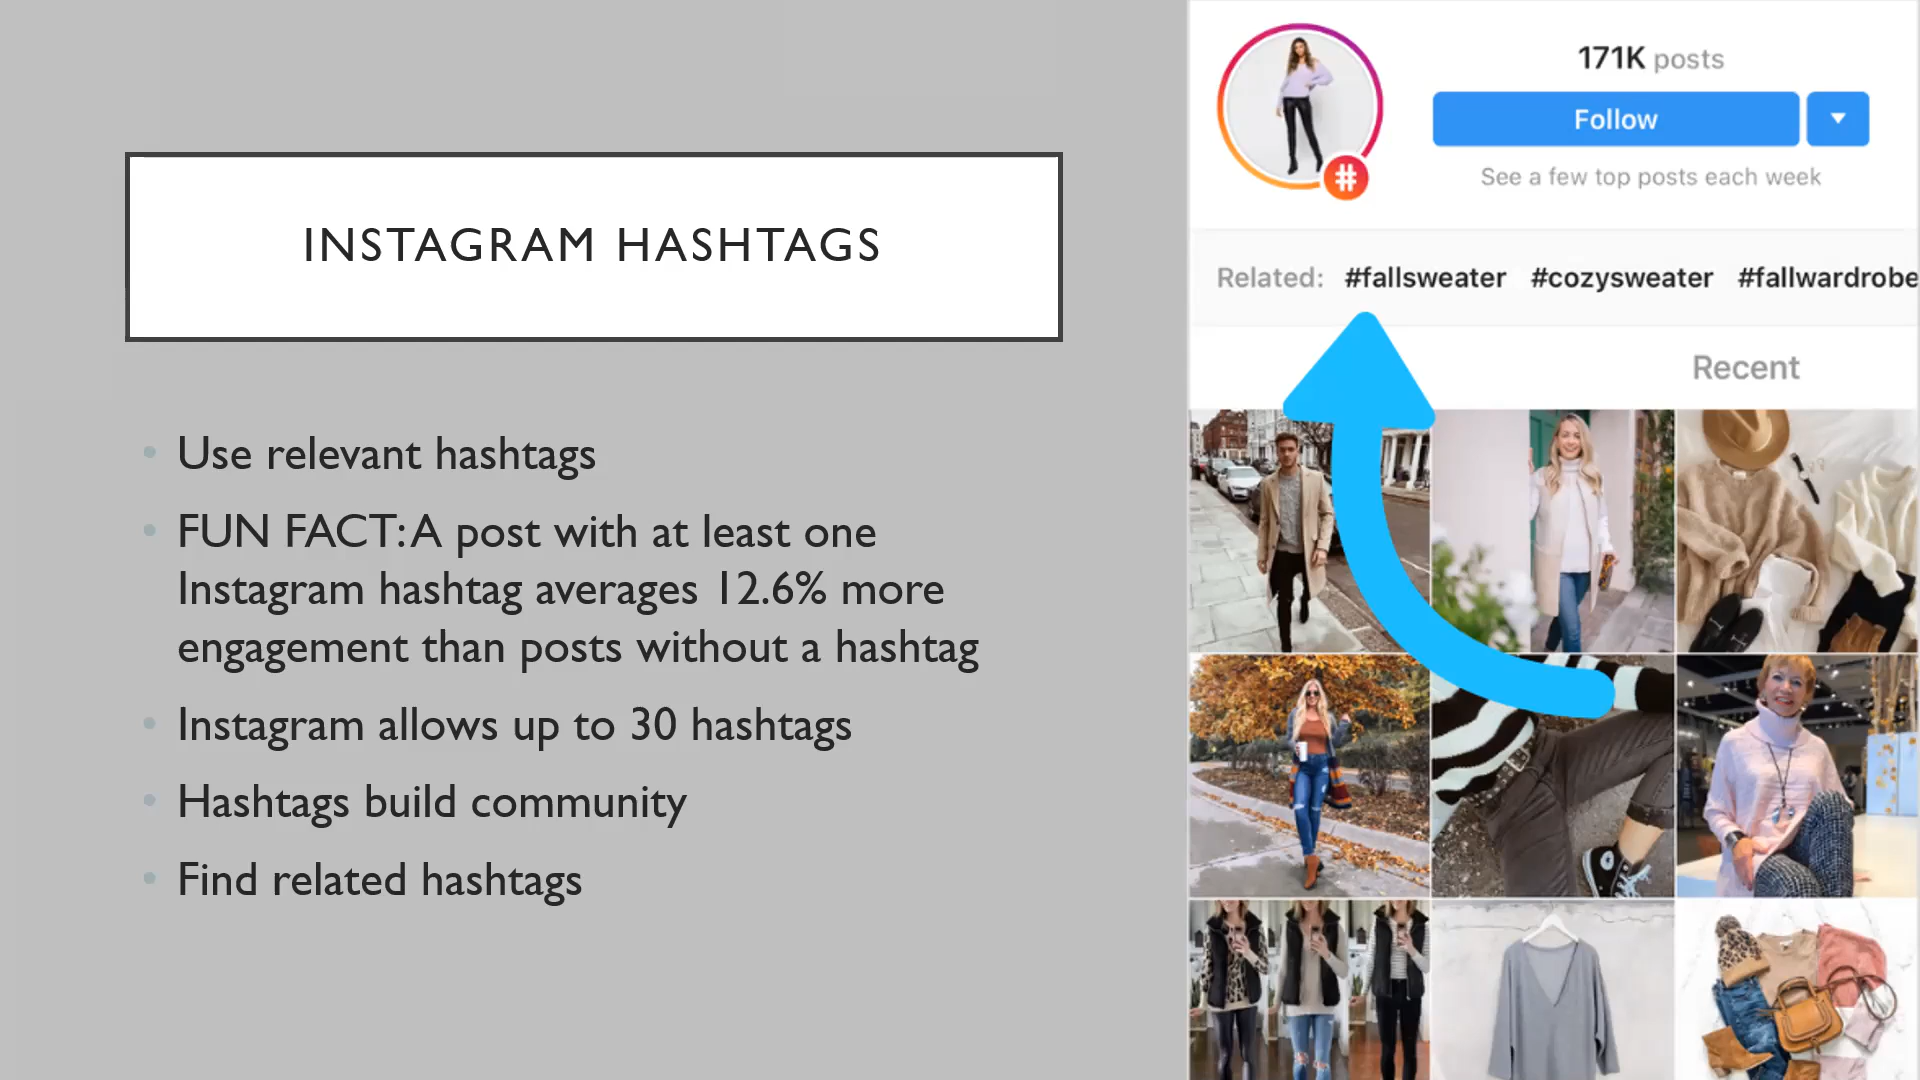 INSTAGRAM HASHTAGS
• Use relevant hashtags
• FUN FACT: A post with at least one
Instagram hashtag averages 12.6% more
engagement than posts without a hashtag
• Instagram allows up to 30 hashtags
• Hashtags build community
• Find related hashtags
171K posts
Follow
See a few top posts each week
#
Related: #fallsweater #cozysweater #fallwardrobe
Recent